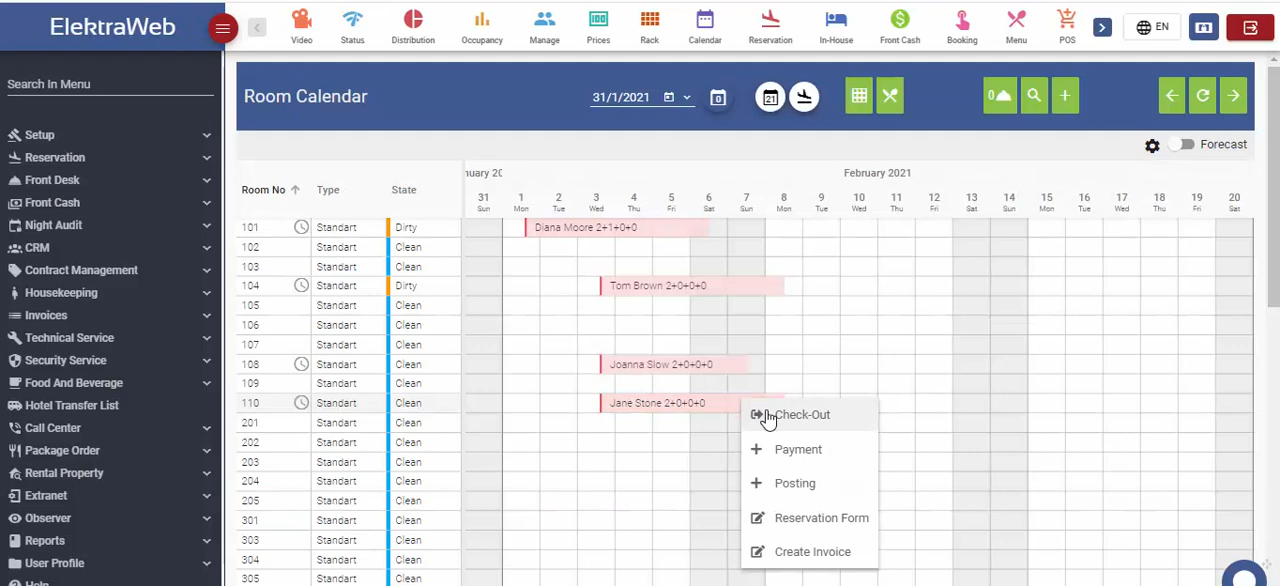 ElektraWeb
Video
Status
Distribution
Occupancy
Manage
Prices
Rack
Calendar
Reservation
In-House
Front Cash
Booking
Menu
POS
EN
Search In Menu
Setup
Reservation
Front Desk
Front Cash
Night Audit
CRM
Contract Management
Housekeeping
Invoices
Technical Service
Security Service
Food And Beverage
Hotel Transfer List
Call Center
Package Order
Rental Property
Extranet
Observer
Reports
User Profile
Help
Room Calendar
31/1/2021
0
21
0
Forecast
nuary 20
February 2021
Room No Type State
31 1 2 3 4 5 6 7 8 9 10 11 12 13 14 15 16 17 18 19 20
Sun Mon Tue Wed Thu Fri Sat Sun Mon Tue Wed Thu Fri Sat Sun Mon Tue Wed Thu Fri Sat
101 Standart Dirty Diana Moore 2+1+0+0
102 Standart Clean
103 Standart Clean
104 Standart Dirty Tom Brown 2+0+0+0
105 Standart Clean
106 Standart Clean
107 Standart Clean
108 Standart Clean Joanna Slow 2+0+0+0
109 Standart Clean
110 Standart Clean Jane Stone 2+0+0+0
201 Standart Clean
202 Standart Clean
203 Standart Clean
204 Standart Clean
205 Standart Clean
301 Standart Clean
303 Standart Clean
304 Standart Clean
305 Standart Clean
Check-Out
Payment
Posting
Reservation Form
Create Invoice